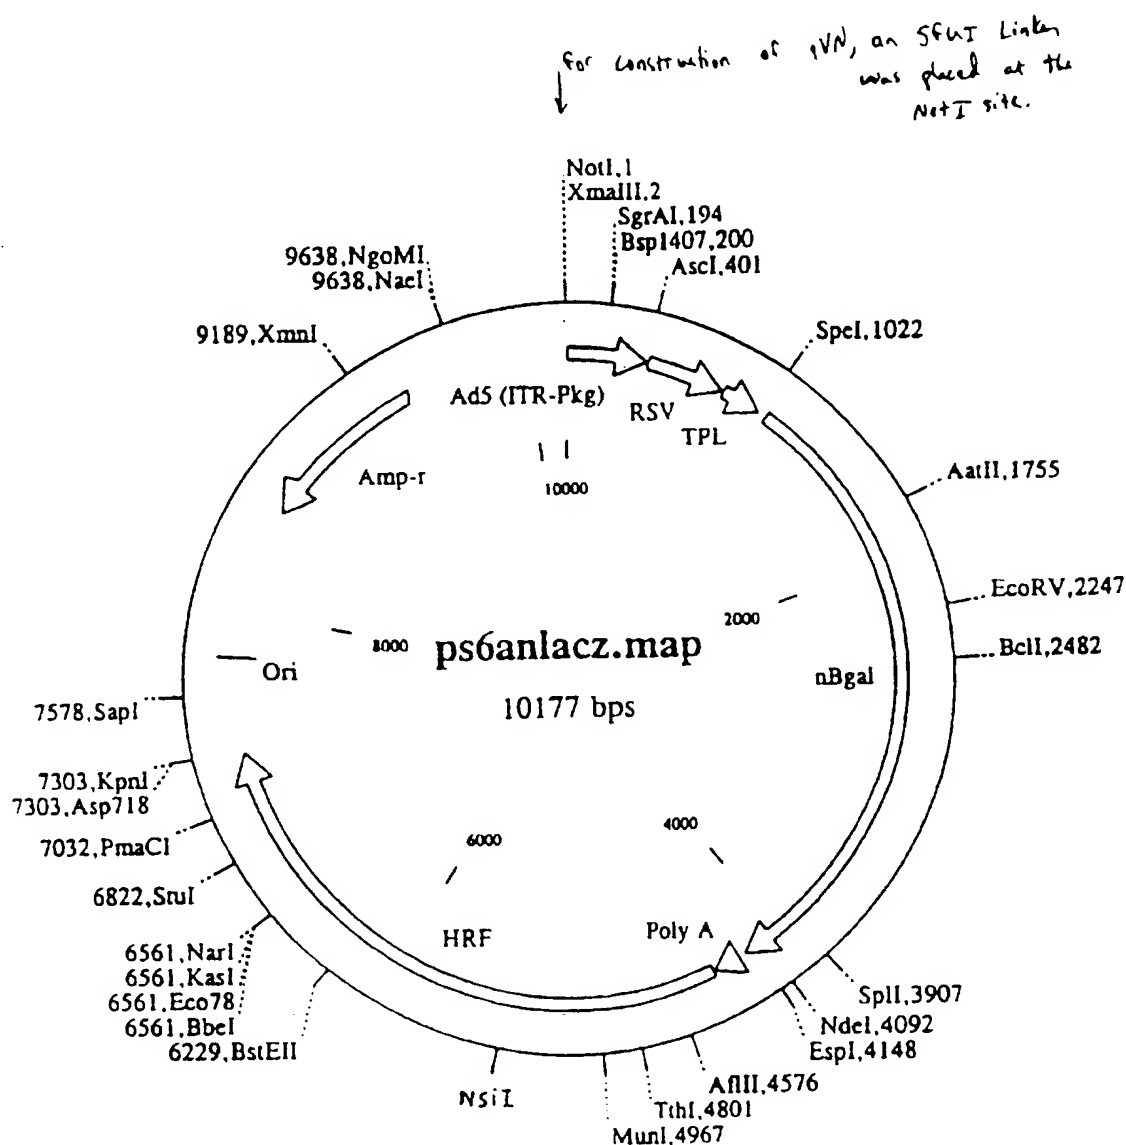 for construction of pVN, an SfuI Linker
was placed at the
NotI site.
NotI,1
XmaIII,2
SgrAI,194
Bsp1407,200
AscI,401
9638,NgoMI
9638,NaeI
9189,XmnI
SpeI,1022
Ad5 (ITR-Pkg)
RSV
TPL
Amp-r
10000
AatII,1755
EcoRV,2247
2000
8000
ps6anlacz.map
BclI,2482
Ori
nBgal
10177 bps
7578,SapI
7303,KpnI
7303,Asp718
7032,PmaCI
4000
6000
6822,StuI
HRF
Poly A
6561,NarI
6561,KasI
6561,Eco78
6561,BbeI
6229,BstEII
SplI,3907
NdeI,4092
EspI,4148
NsiI
AflII,4576
TthI,4801
MunI,4967